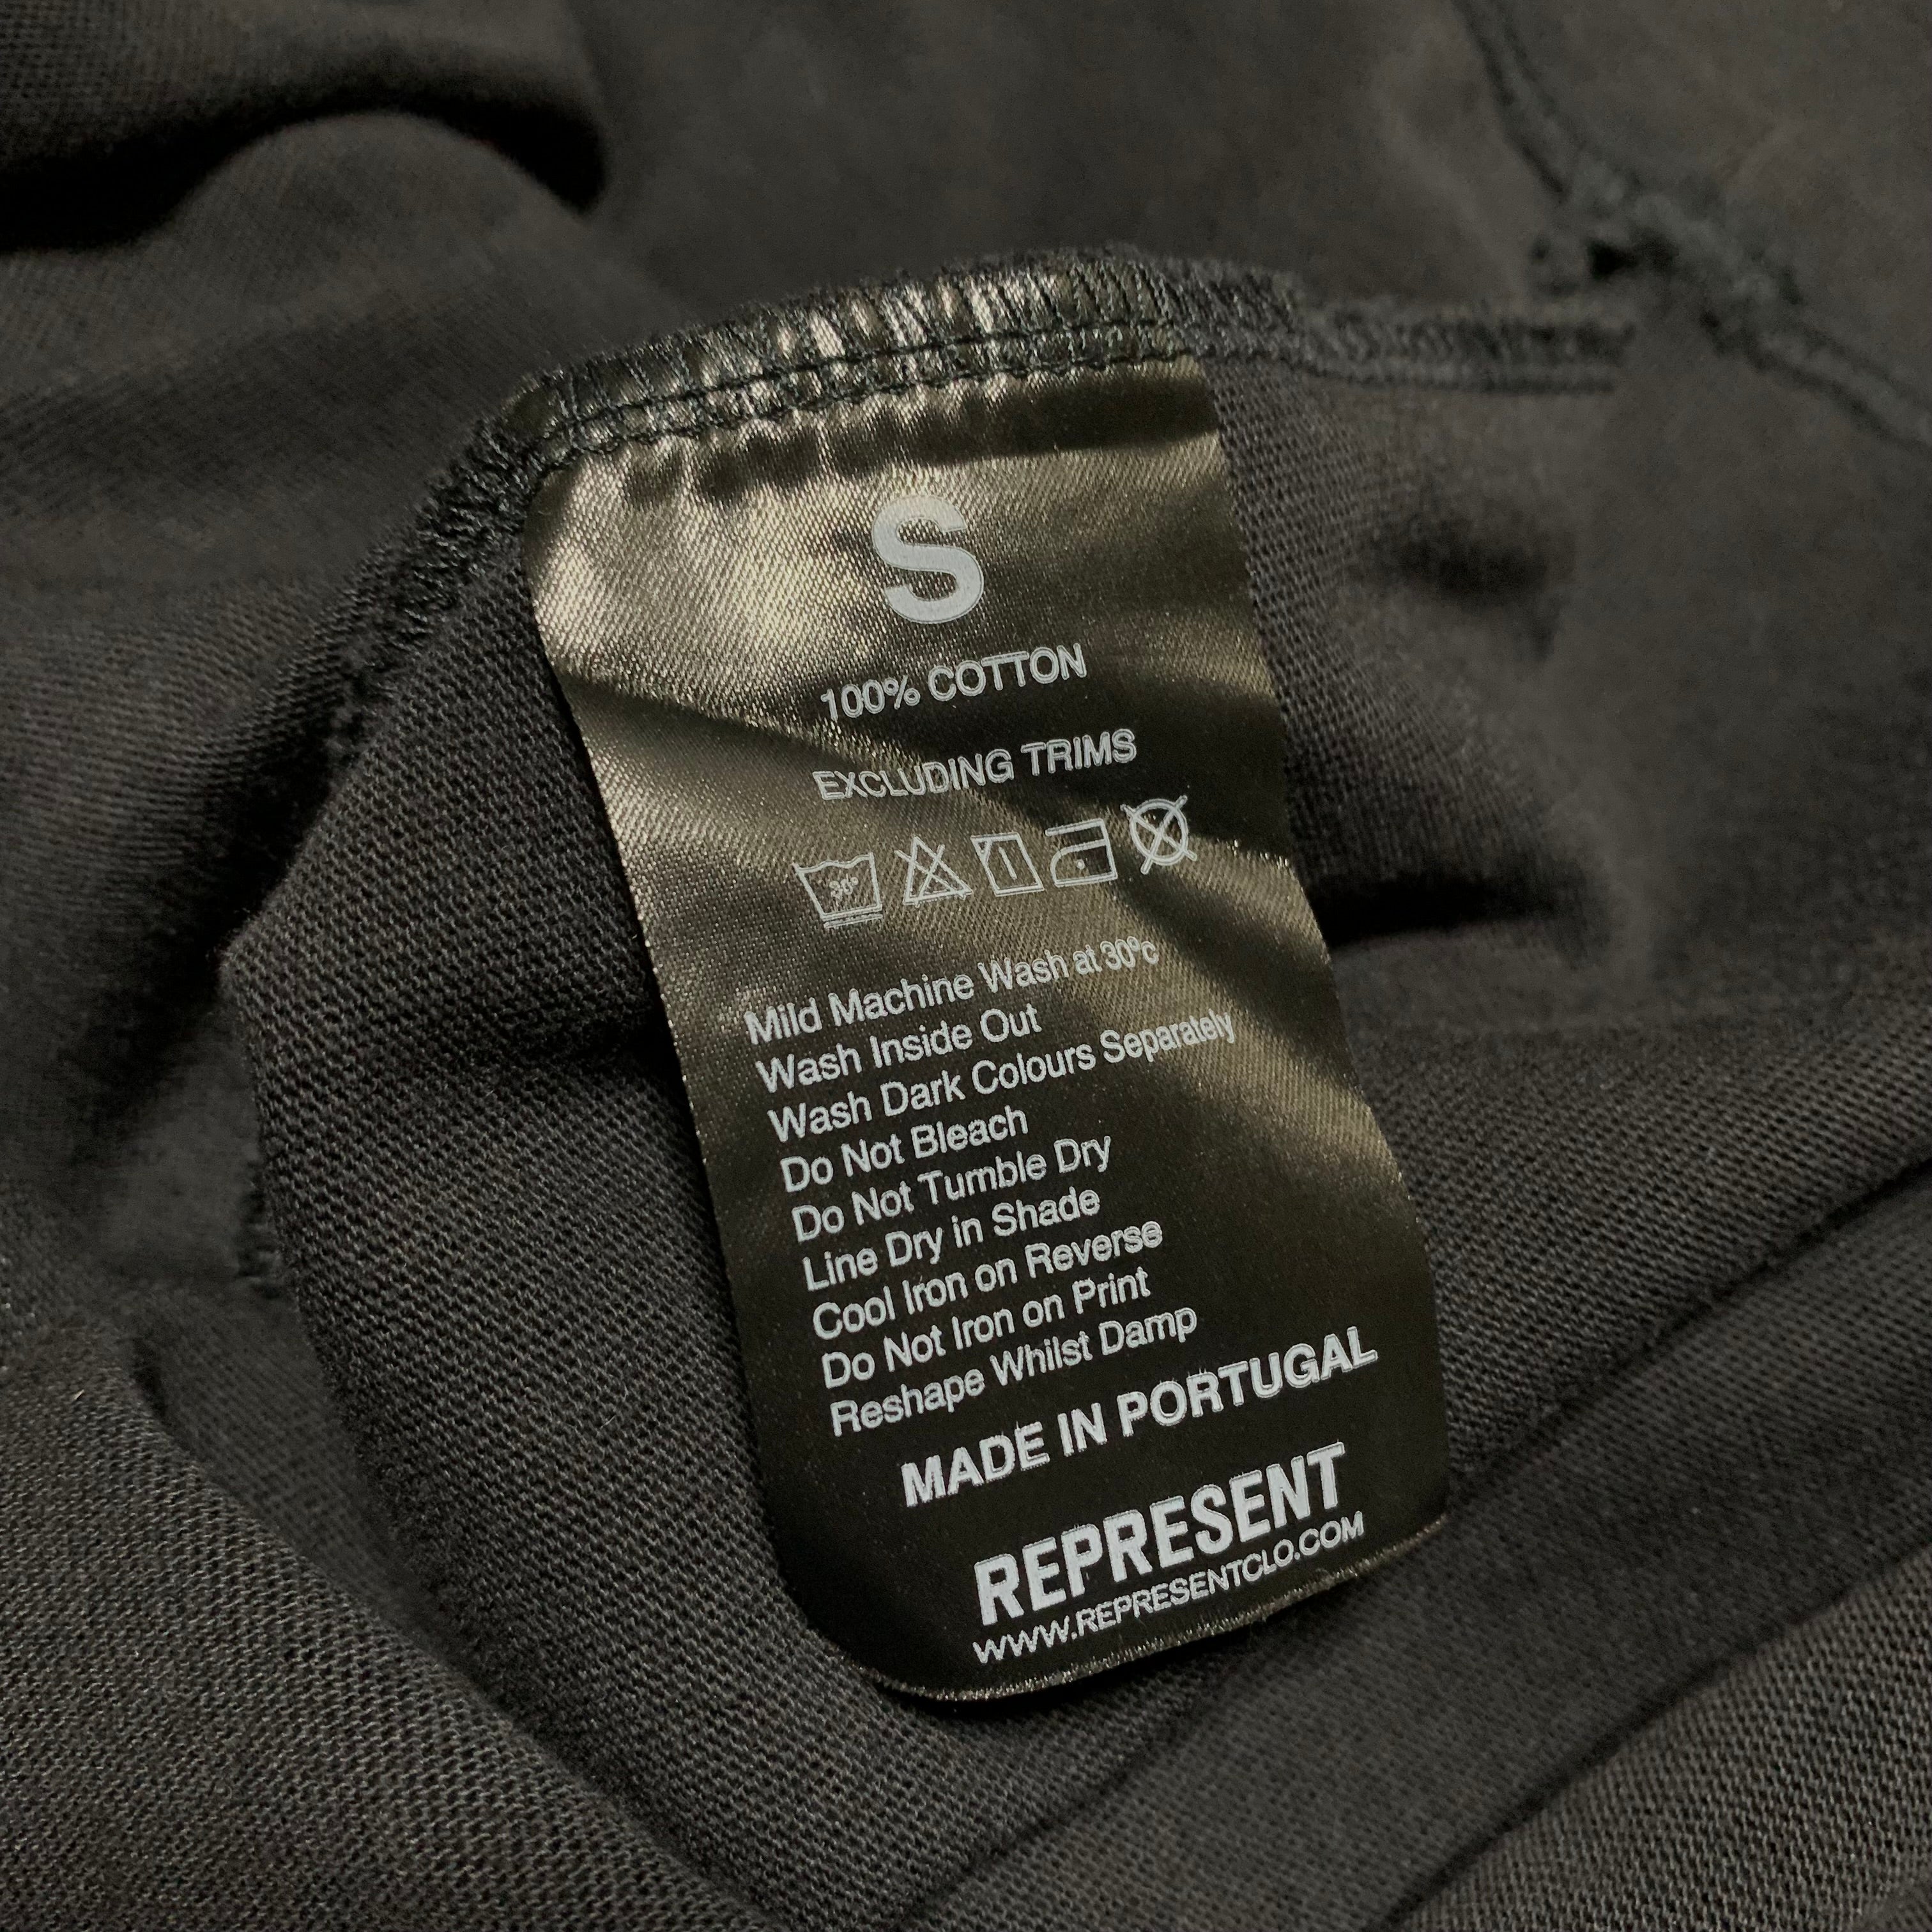 S
100% COTTON
EXCLUDING TRIMS
30°
Mild Machine Wash at 30ºc
Wash Inside Out
Wash Dark Colours Separately
Do Not Bleach
Do Not Tumble Dry
Line Dry in Shade
Cool Iron on Reverse
Do Not Iron on Print
Reshape Whilst Damp
MADE IN PORTUGAL
REPRESENT
WWW.REPRESENTCLO.COM